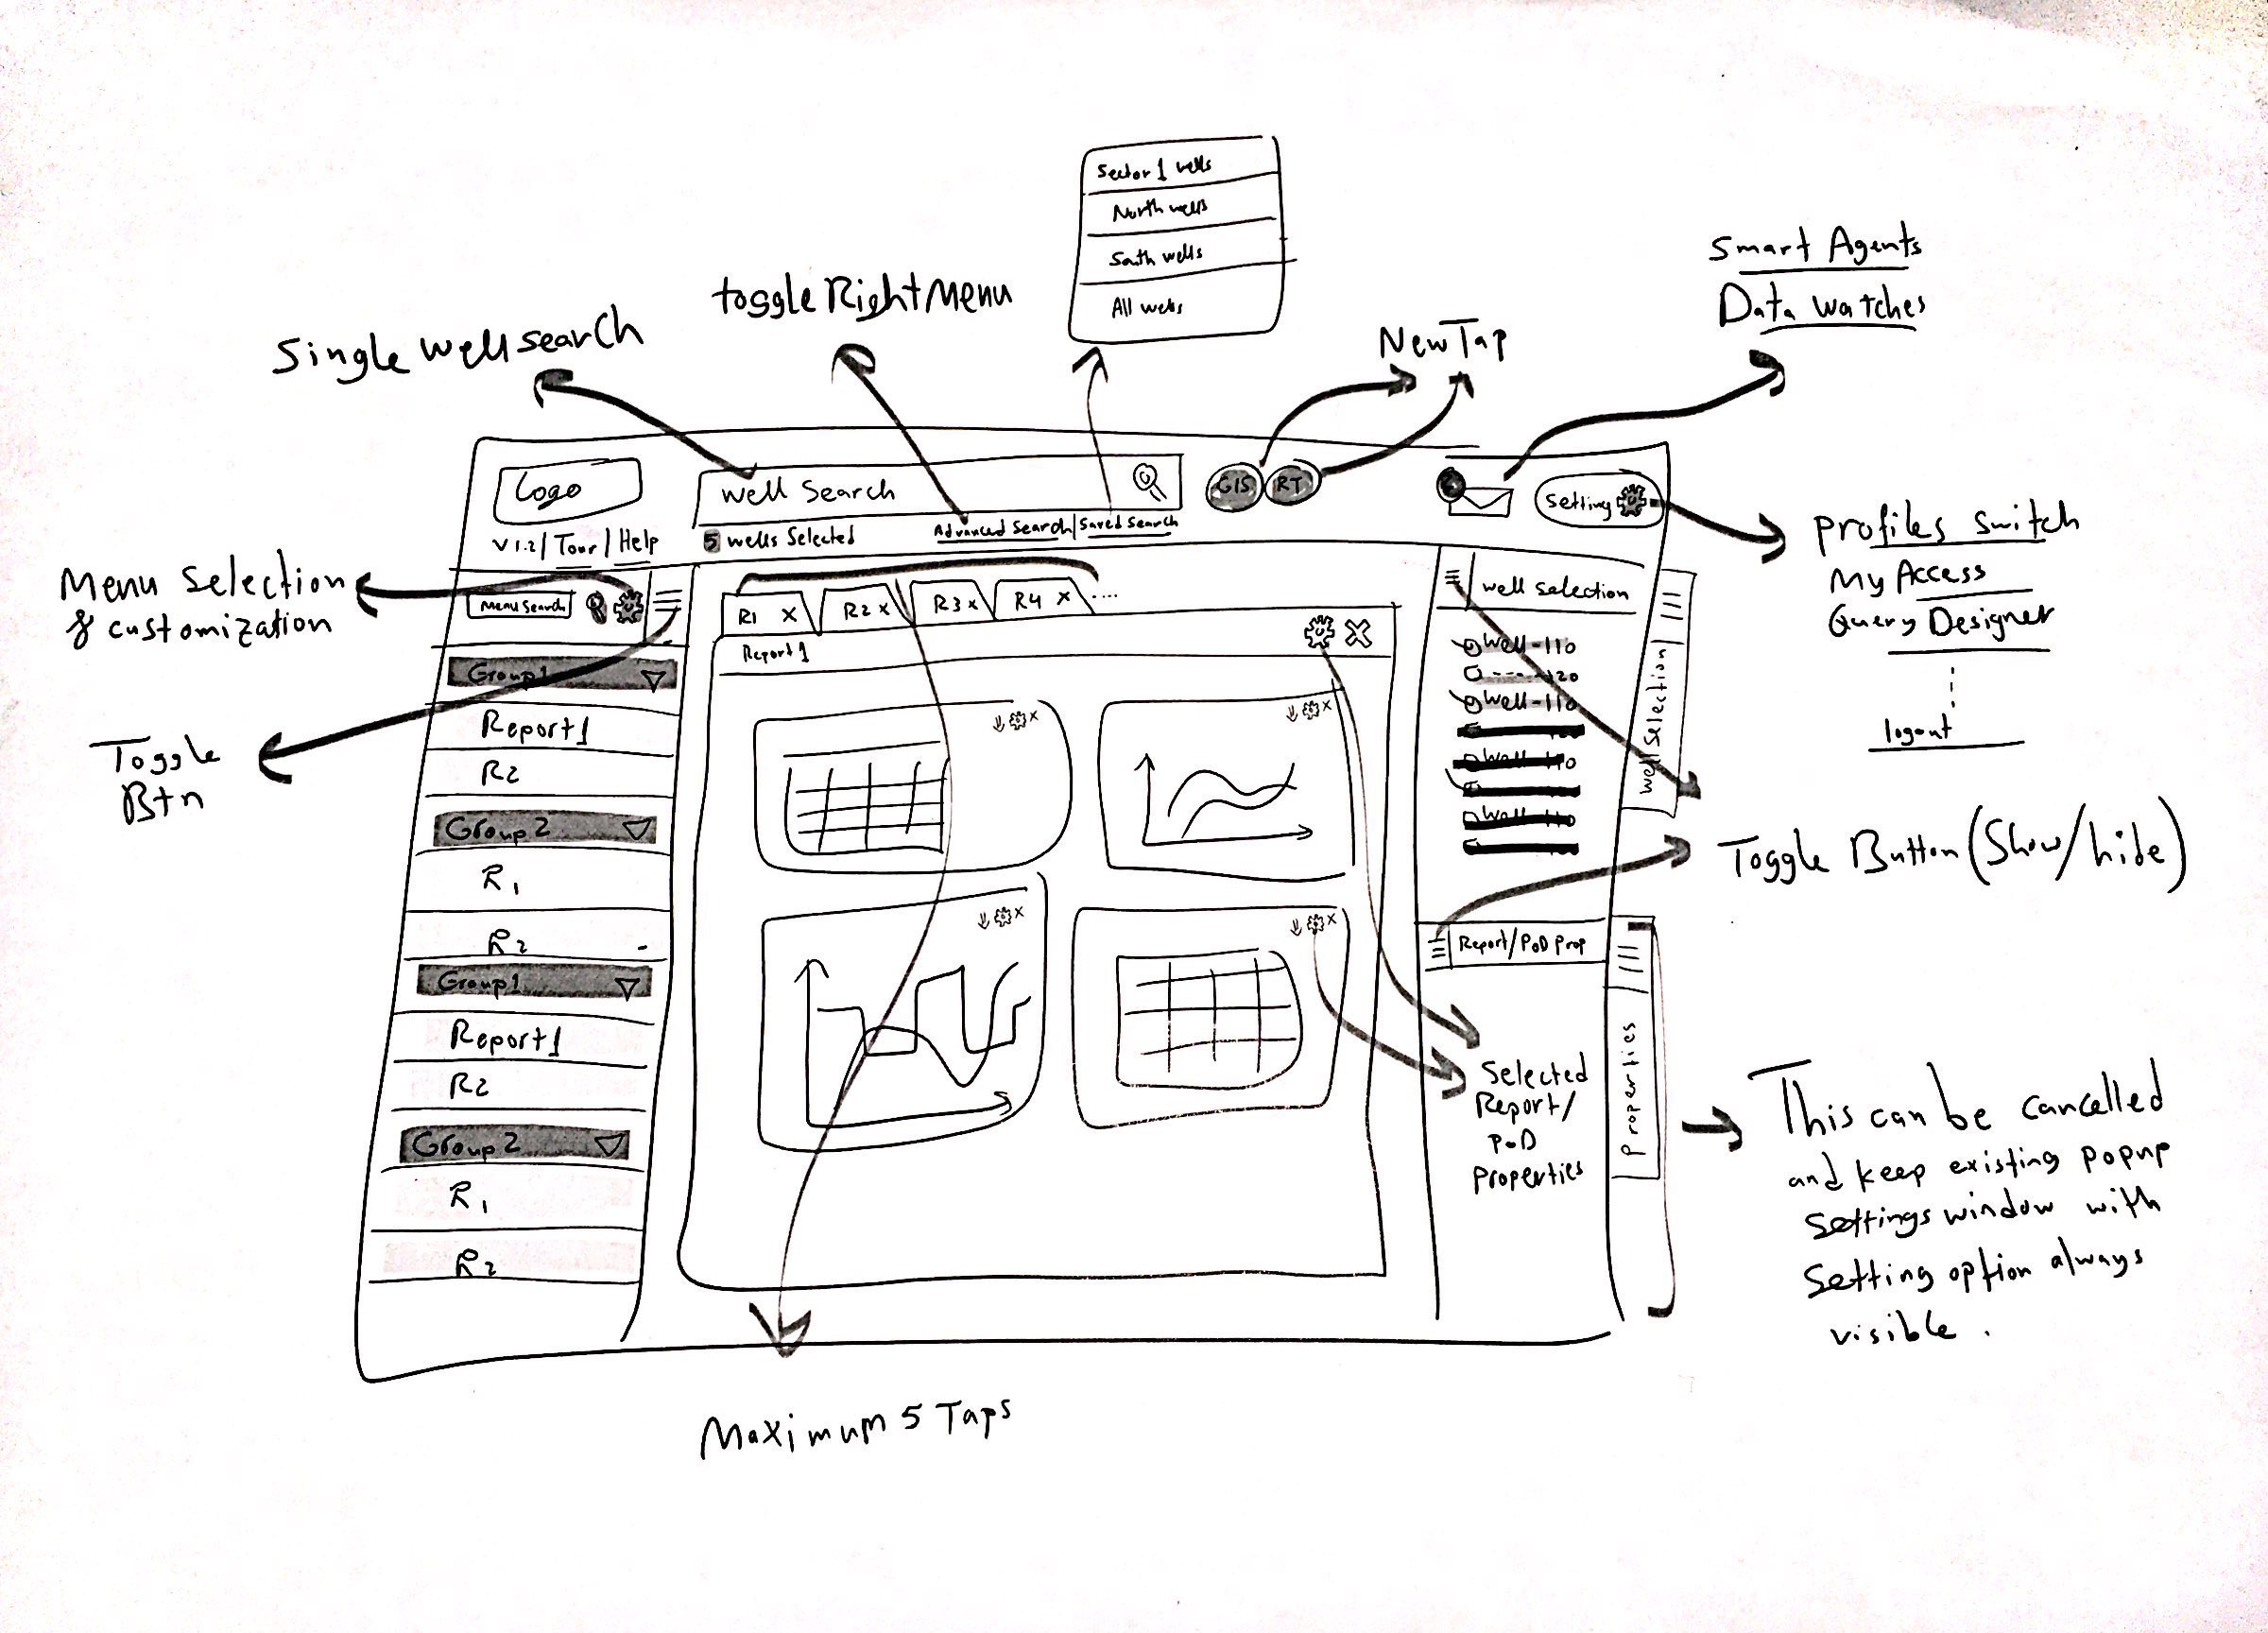 Sector 1 wells
North wells
South wells
All wells
Smart Agents
Data watches
toggle Right Menu
Single well search
New Tap
Logo
V 1.2 | Tour | Help
well Search
5 wells Selected
Advanced Search | Saved Search
GIS
RT
Setting
Profiles switch
My Access
Query Designer
logout
Menu Selection
& customization
Toggle
Btn
Menu Search
Group 1
Report 1
R2
Group 2
R1
R2
Group 1
Report 1
R2
Group 2
R1
R2
R1 X
R2 x
R3 x
R4 X ....
Report 1
x
x
x
x
well Selection
Well-110
---- 120
Well-110
Well-110
Well-110
well Selection
Toggle Button (Show/hide)
Report/PoD Prop
Selected
Report/
PoD
Properties
Properties
This can be cancelled
and keep existing popup
Settings window with
Setting option always
visible .
Maximum 5 Taps